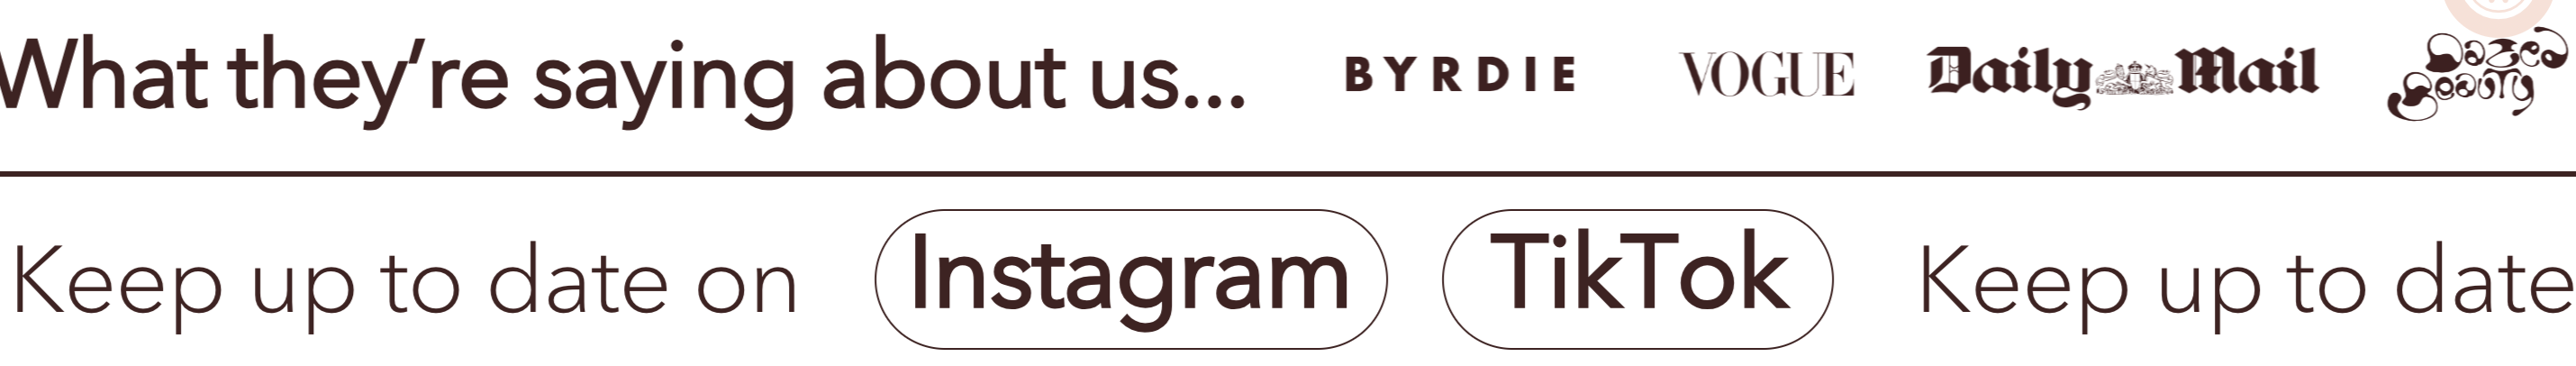 What they’re saying about us... BYRDIE VOGUE Daily Mail Dazed Beauty
Keep up to date on Instagram TikTok Keep up to date